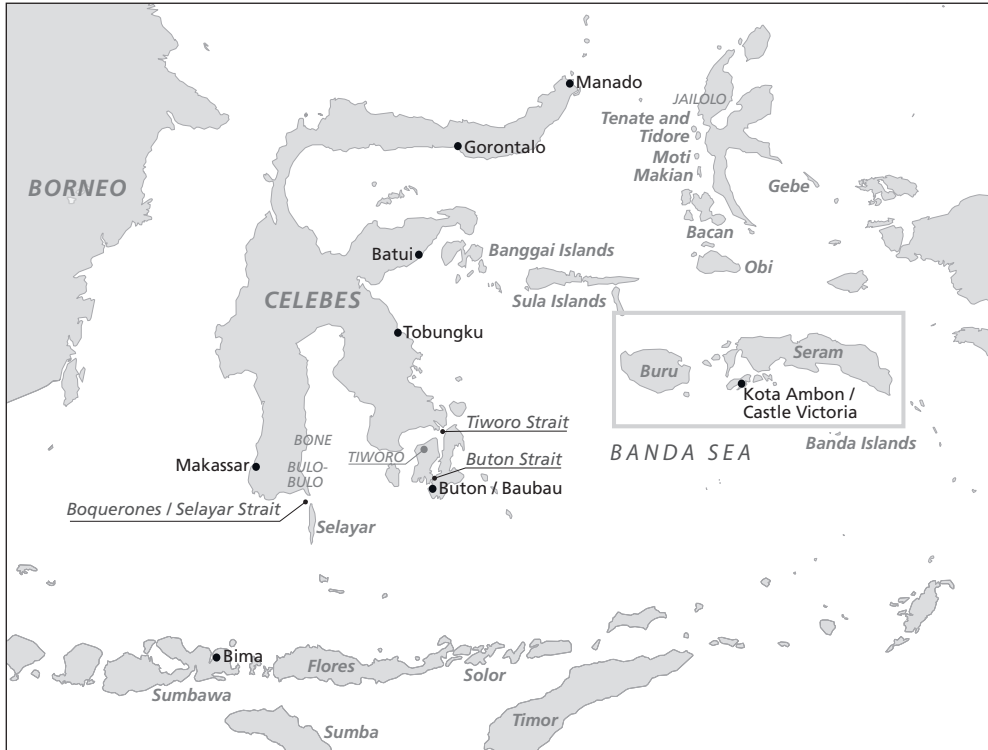 Manado
JAILOLO
Tenate and
Tidore
Moti
Makian
Gorontalo
BORNEO
Gebe
Bacan
Batui
Banggai Islands
Obi
CELEBES
Sula Islands
Tobungku
Seram
Buru
Kota Ambon /
Castle Victoria
Tiworo Strait
BONE
TIWORO
BANDA SEA
Banda Islands
Makassar
BULO-
BULO
Buton Strait
Buton / Baubau
Boquerones / Selayar Strait
Selayar
Bima
Flores
Solor
Sumbawa
Timor
Sumba